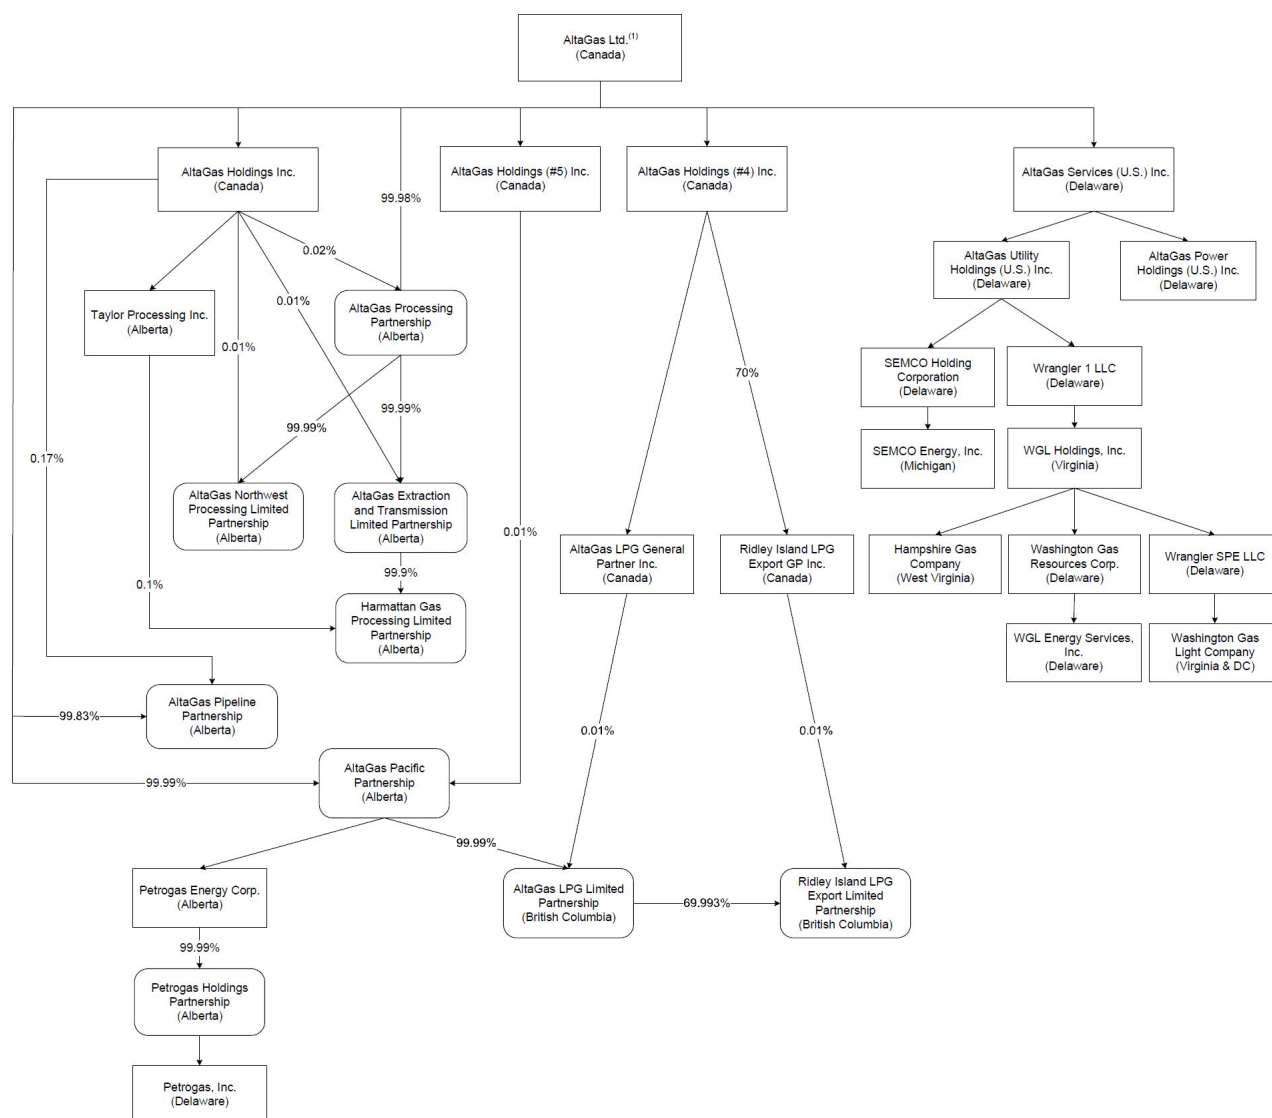 AltaGas Ltd.(1)
(Canada)
AltaGas Holdings Inc.
(Canada)
AltaGas Holdings (#5) Inc.
(Canada)
AltaGas Holdings (#4) Inc.
(Canada)
AltaGas Services (U.S.) Inc.
(Delaware)
99.98%
0.02%
AltaGas Utility
Holdings (U.S.) Inc.
(Delaware)
AltaGas Power
Holdings (U.S.) Inc.
(Delaware)
Taylor Processing Inc.
(Alberta)
0.01%
0.01%
AltaGas Processing
Partnership
(Alberta)
70%
SEMCO Holding
Corporation
(Delaware)
Wrangler 1 LLC
(Delaware)
99.99%
99.99%
0.17%
SEMCO Energy, Inc.
(Michigan)
WGL Holdings, Inc.
(Virginia)
AltaGas Northwest
Processing Limited
Partnership
(Alberta)
AltaGas Extraction
and Transmission
Limited Partnership
(Alberta)
0.01%
AltaGas LPG General
Partner Inc.
(Canada)
Ridley Island LPG
Export GP Inc.
(Canada)
Hampshire Gas
Company
(West Virginia)
Washington Gas
Resources Corp.
(Delaware)
Wrangler SPE LLC
(Delaware)
0.1%
99.9%
Harmattan Gas
Processing Limited
Partnership
(Alberta)
WGL Energy Services,
Inc.
(Delaware)
Washington Gas
Light Company
(Virginia & DC)
99.83%
AltaGas Pipeline
Partnership
(Alberta)
0.01%
0.01%
99.99%
AltaGas Pacific
Partnership
(Alberta)
99.99%
Petrogas Energy Corp.
(Alberta)
AltaGas LPG Limited
Partnership
(British Columbia)
69.993%
Ridley Island LPG
Export Limited
Partnership
(British Columbia)
99.99%
Petrogas Holdings
Partnership
(Alberta)
Petrogas, Inc.
(Delaware)